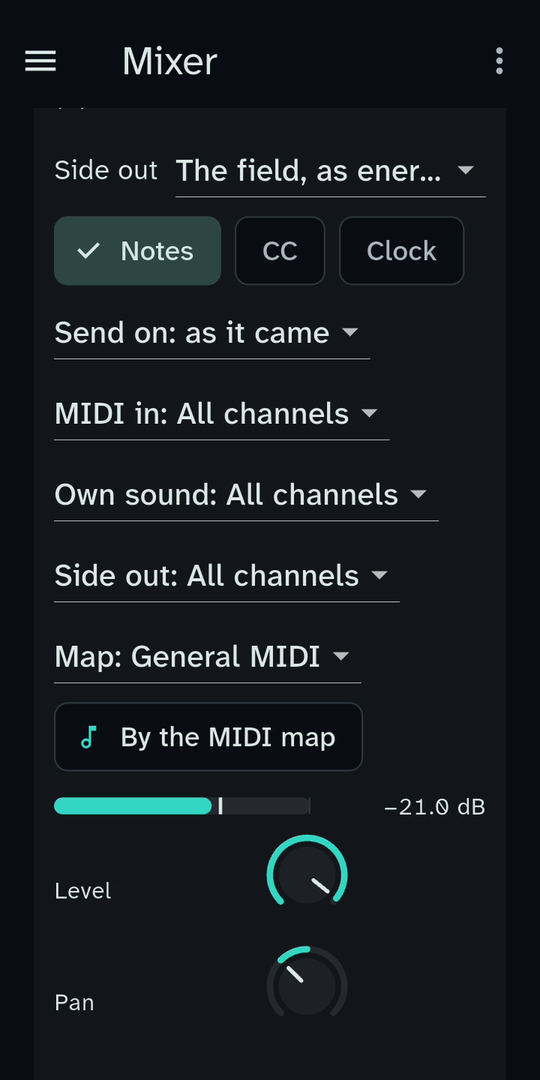 Mixer
Side out The field, as ener...
Notes CC Clock
Send on: as it came
MIDI in: All channels
Own sound: All channels
Side out: All channels
Map: General MIDI
By the MIDI map
−21.0 dB
Level
Pan